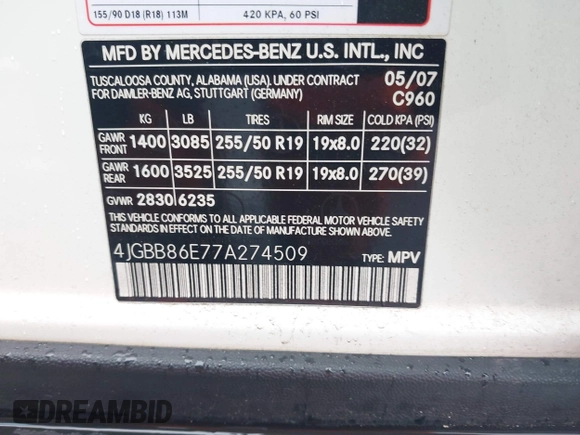 155/90 D18 (R18) 113M
420 KPA, 60 PSI
MFD BY MERCEDES-BENZ U.S. INTL., INC
TUSCALOOSA COUNTY, ALABAMA (USA). UNDER CONTRACT 05/07
FOR DAIMLER-BENZ AG, STUTTGART (GERMANY) C960
KG LB TIRES RIM SIZE COLD KPA (PSI)
GAWR FRONT 1400 3085 255/50 R19 19x8.0 220(32)
GAWR REAR 1600 3525 255/50 R19 19x8.0 270(39)
GVWR 2830 6235
THIS VEHICLE CONFORMS TO ALL APPLICABLE FEDERAL MOTOR VEHICLE SAFETY
STANDARDS IN EFFECT ON THE DATE OF MANUFACTURE SHOWN ABOVE.
4JGBB86E77A274509 TYPE: MPV
DREAMBID